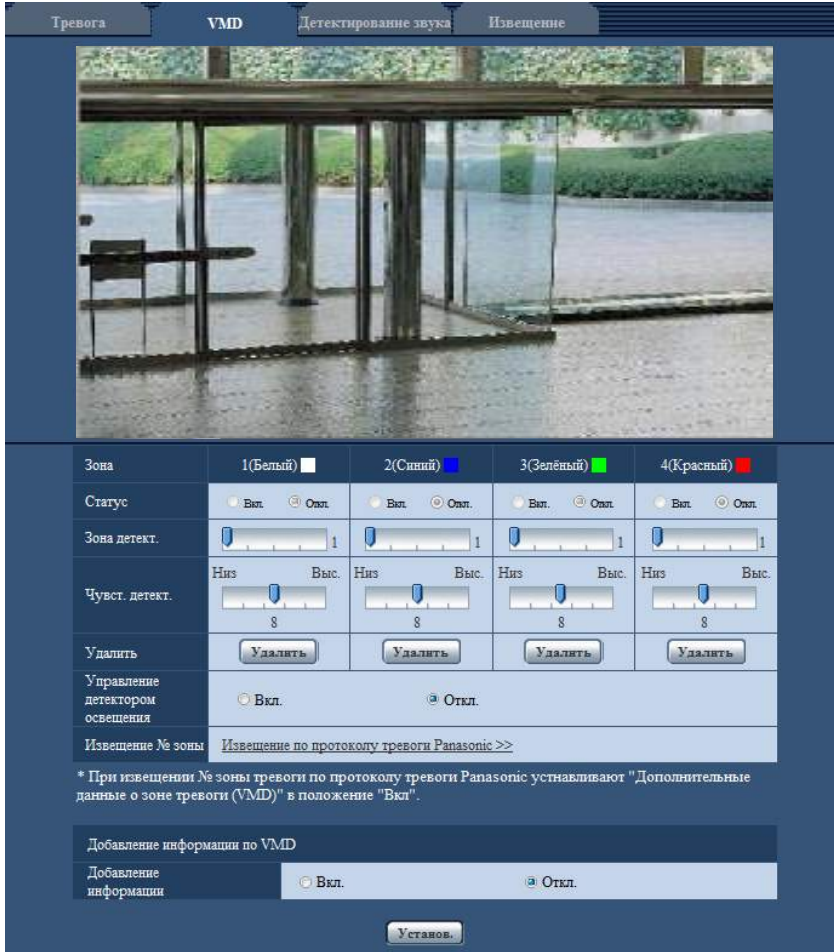 Тревога VMD Детектирование звука Извещение
Зона 1(Белый) 2(Синий) 3(Зелёный) 4(Красный)
Статус Вкл. Откл. Вкл. Откл. Вкл. Откл. Вкл. Откл.
Зона детект. 1 1 1 1
Низ Выс. Низ Выс. Низ Выс. Низ Выс.
Чувст. детект.
8 8 8 8
Удалить Удалить Удалить Удалить Удалить
Управление
детектором
освещения
Вкл. Откл.
Извещение № зоны Извещение по протоколу тревоги Panasonic >>
* При извещении № зоны тревоги по протоколу тревоги Panasonic устнавливают "Дополнительные
данные о зоне тревоги (VMD)" в положение "Вкл".
Добавление информации по VMD
Добавление
информации
Вкл. Откл.
Установ.